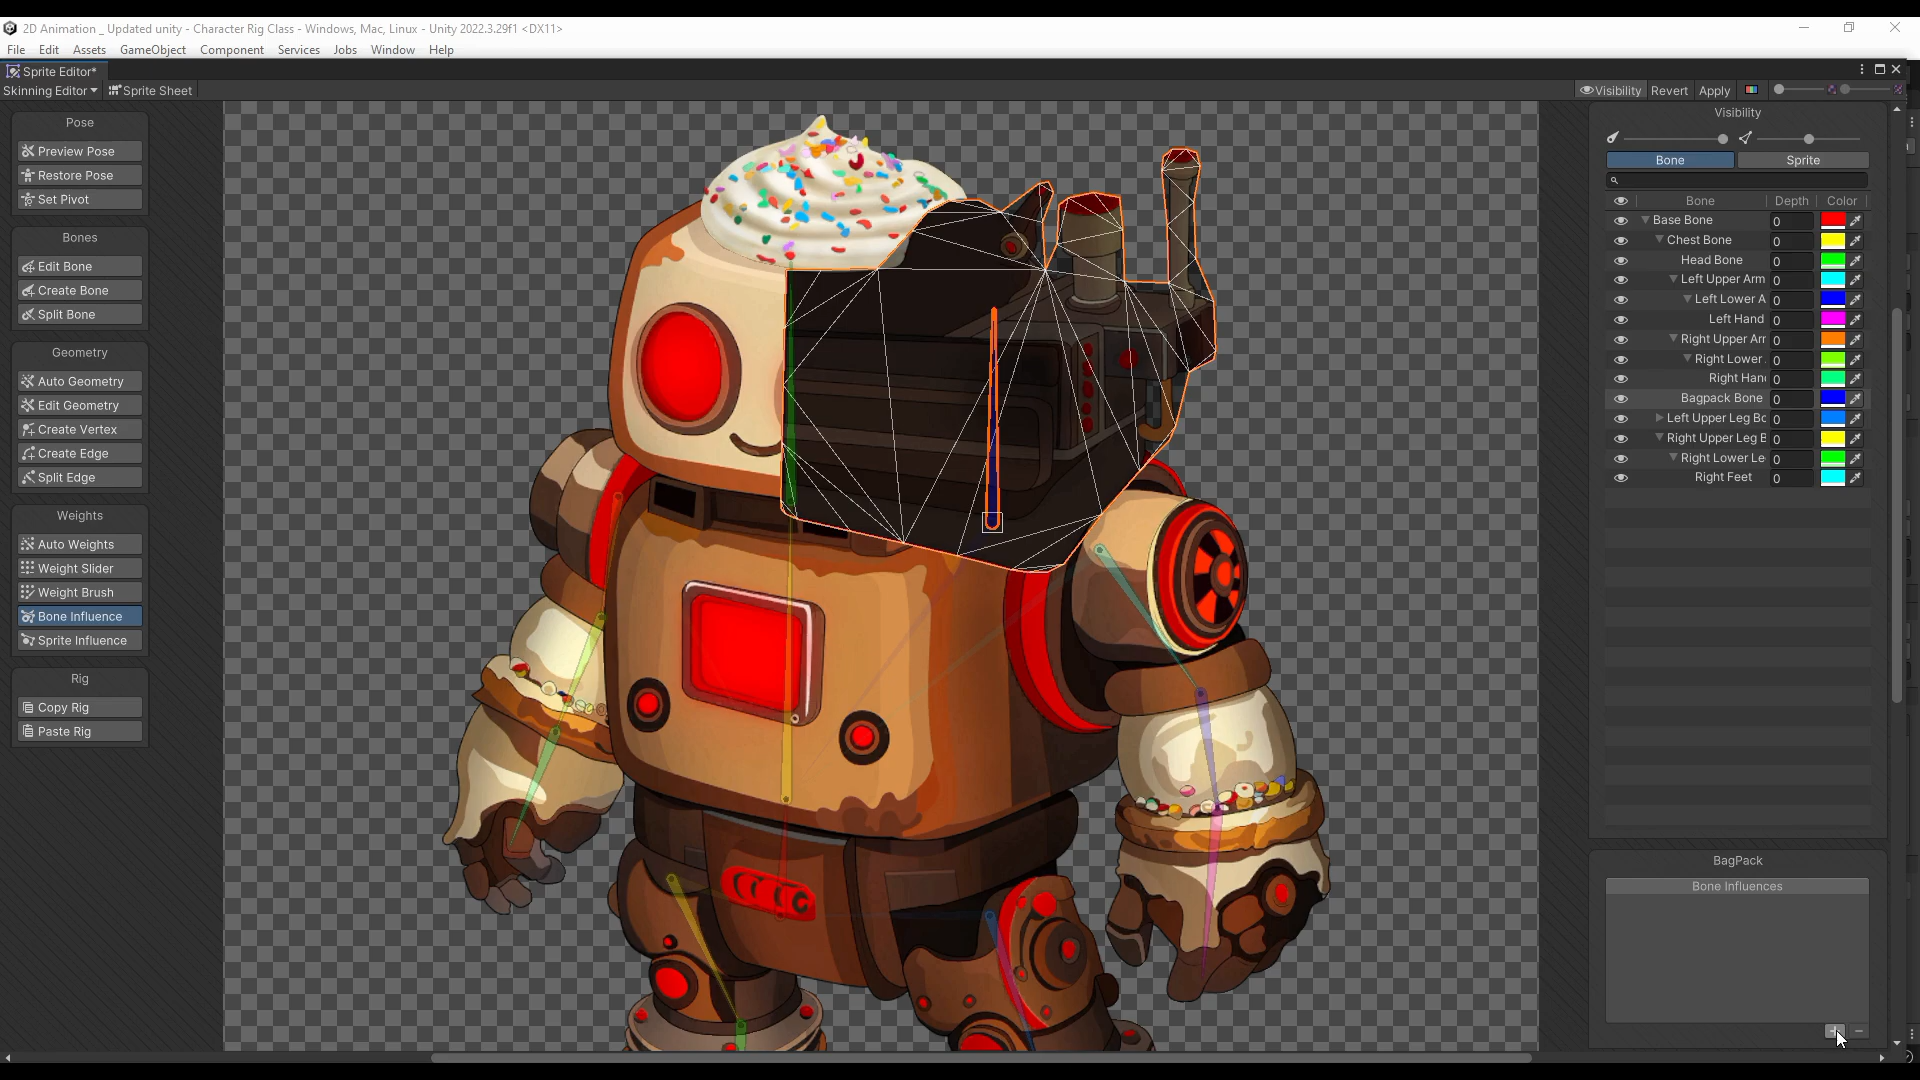 2D Animation _ Updated unity - Character Rig Class - Windows, Mac, Linux - Unity 2022.3.29f1 <DX11>
File Edit Assets GameObject Component Services Jobs Window Help
Sprite Editor*
Skinning Editor Sprite Sheet Visibility Revert Apply
Pose
Preview Pose
Restore Pose
Set Pivot
Bones
Edit Bone
Create Bone
Split Bone
Geometry
Auto Geometry
Edit Geometry
Create Vertex
Create Edge
Split Edge
Weights
Auto Weights
Weight Slider
Weight Brush
Bone Influence
Sprite Influence
Rig
Copy Rig
Paste Rig
Visibility
Bone Sprite
Bone Depth Color
Base Bone 0
Chest Bone 0
Head Bone 0
Left Upper Arm 0
Left Lower A 0
Left Hand 0
Right Upper Arr 0
Right Lower 0
Right Han 0
Bagpack Bone 0
Left Upper Leg Bc 0
Right Upper Leg B 0
Right Lower Le 0
Right Feet 0
BagPack
Bone Influences